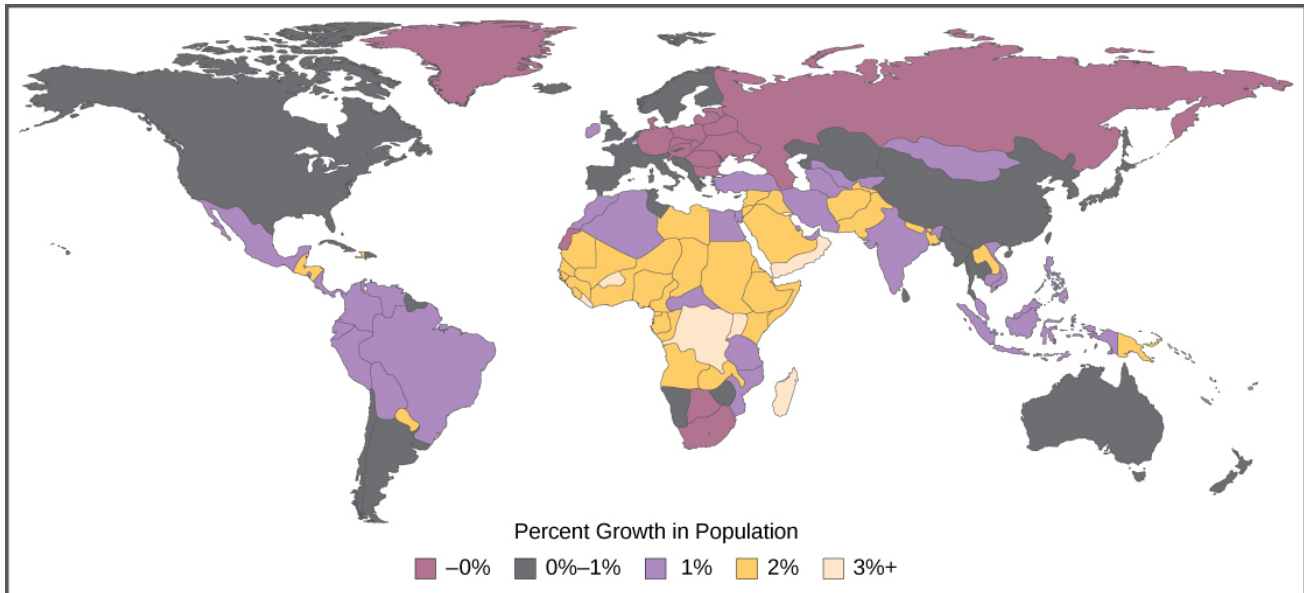 Percent Growth in Population
–0% 0%–1% 1% 2% 3%+